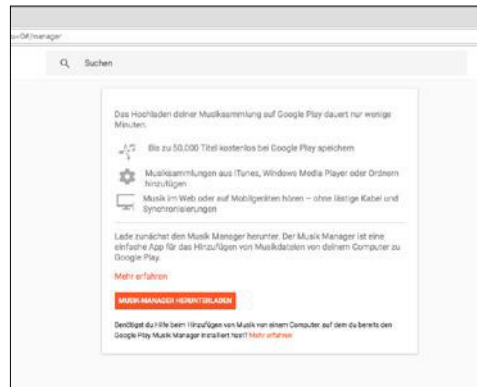 u=0#/manager
Suchen
Das Hochladen deiner Musiksammlung auf Google Play dauert nur wenige
Minuten.
Bis zu 50.000 Titel kostenlos bei Google Play speichern
Musiksammlungen aus iTunes, Windows Media Player oder Ordnern
hinzufügen
Musik im Web oder auf Mobilgeräten hören – ohne lästige Kabel und
Synchronisierungen
Lade zunächst den Musik Manager herunter. Der Musik Manager ist eine
einfache App für das Hinzufügen von Musikdateien von deinem Computer zu
Google Play.
Mehr erfahren
MUSIK-MANAGER HERUNTERLADEN
Benötigst du Hilfe beim Hinzufügen von Musik von einem Computer, auf dem du bereits den
Google Play Musik Manager installiert hast? Mehr erfahren